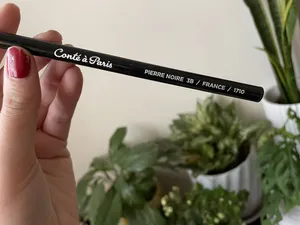 Conté à Paris PIERRE NOIRE 3B / FRANCE / 1710